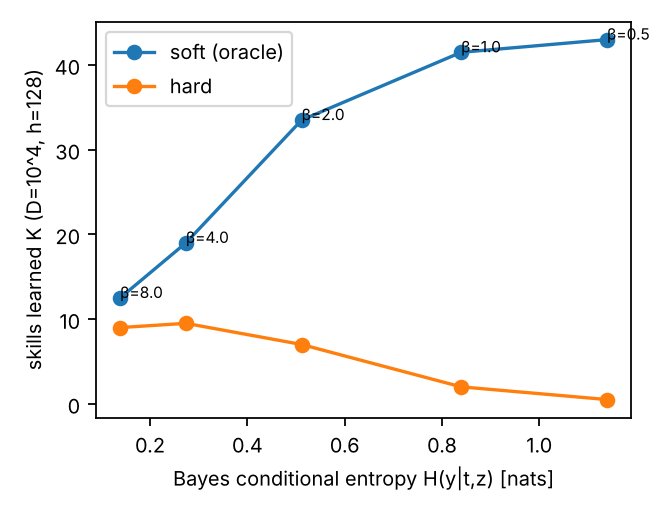 soft (oracle)
hard
β=0.5
β=1.0
β=2.0
β=4.0
β=8.0
skills learned K (D=10^4, h=128)
40
30
20
10
0
0.2 0.4 0.6 0.8 1.0
Bayes conditional entropy H(y|t,z) [nats]